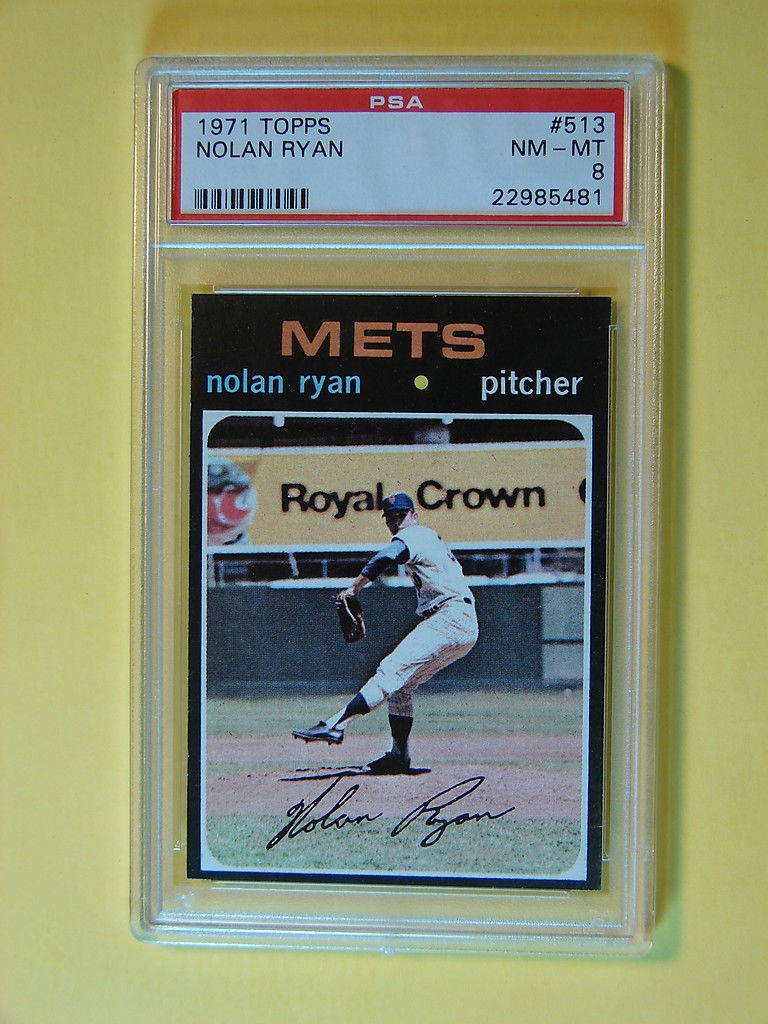 PSA
1971 TOPPS #513
NOLAN RYAN NM-MT
8
22985481
METS
nolan ryan • pitcher
Royal Crown
Nolan Ryan